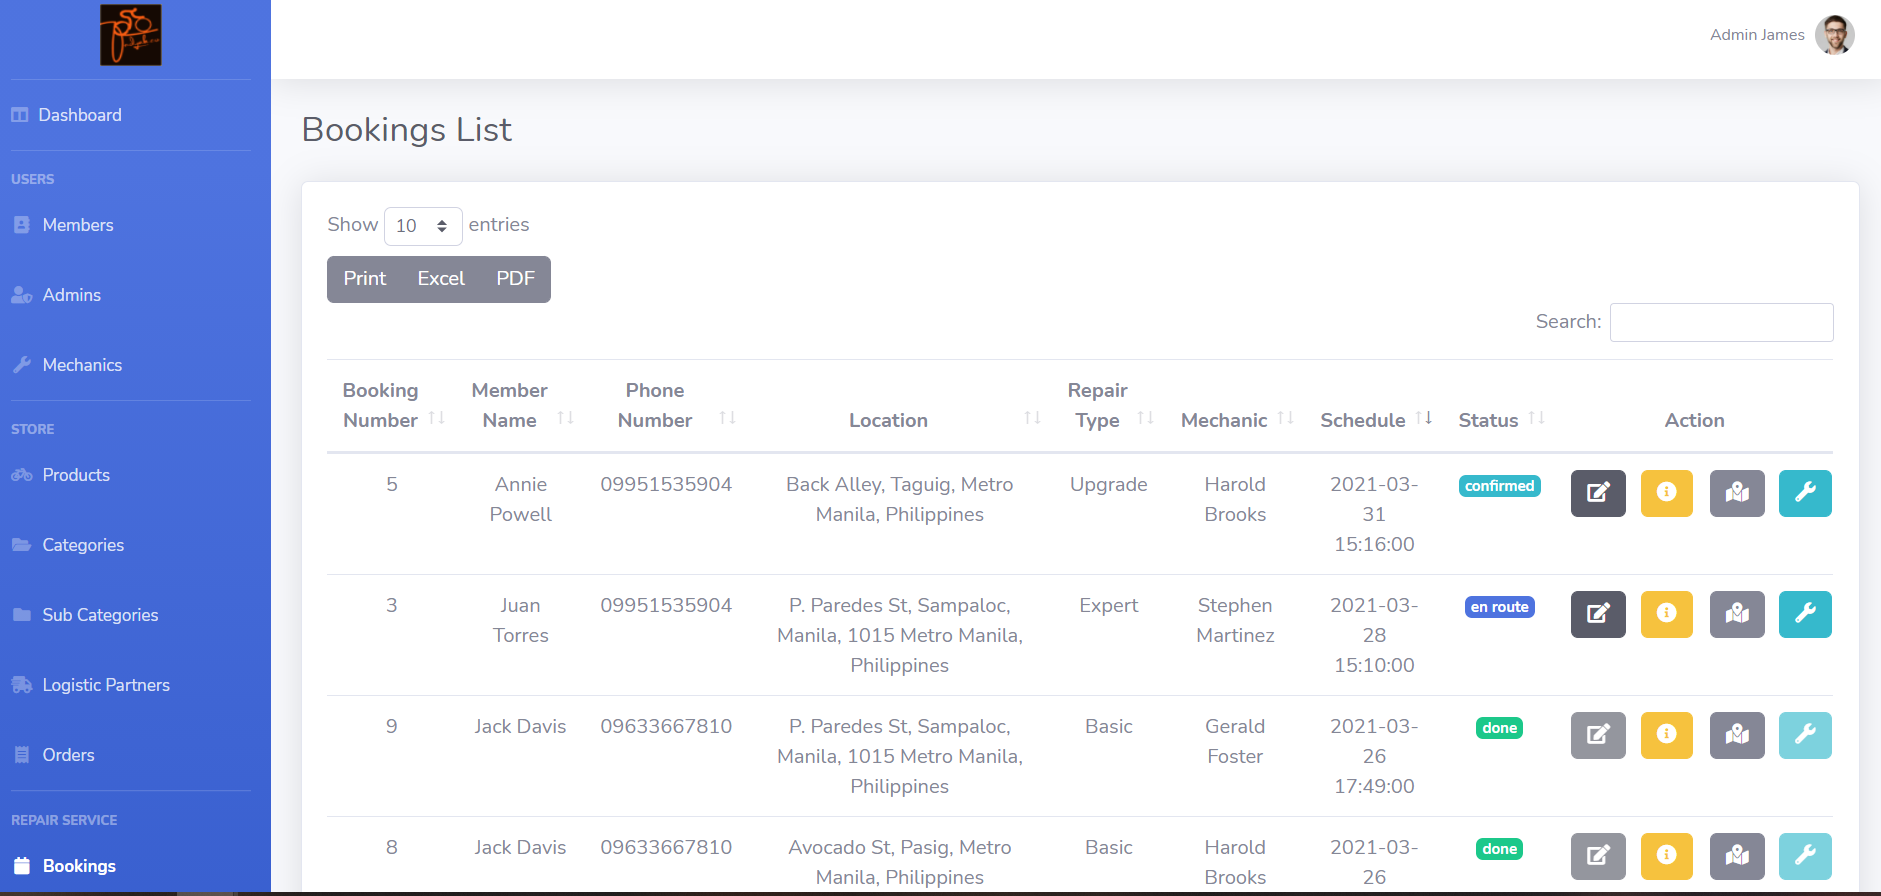 Admin James
Dashboard
USERS
Members
Admins
Mechanics
STORE
Products
Categories
Sub Categories
Logistic Partners
Orders
REPAIR SERVICE
Bookings
Bookings List
Show 10 entries
Print Excel PDF
Search:
Booking Number Member Name Phone Number Location Repair Type Mechanic Schedule Status Action
5 Annie 09951535904 Back Alley, Taguig, Metro Upgrade Harold 2021-03- confirmed
Powell Manila, Philippines Brooks 31
15:16:00
3 Juan 09951535904 P. Paredes St, Sampaloc, Expert Stephen 2021-03- en route
Torres Manila, 1015 Metro Manila, Martinez 28
Philippines 15:10:00
9 Jack Davis 09633667810 P. Paredes St, Sampaloc, Basic Gerald 2021-03- done
Manila, 1015 Metro Manila, Foster 26
Philippines 17:49:00
8 Jack Davis 09633667810 Avocado St, Pasig, Metro Basic Harold 2021-03- done
Manila, Philippines Brooks 26